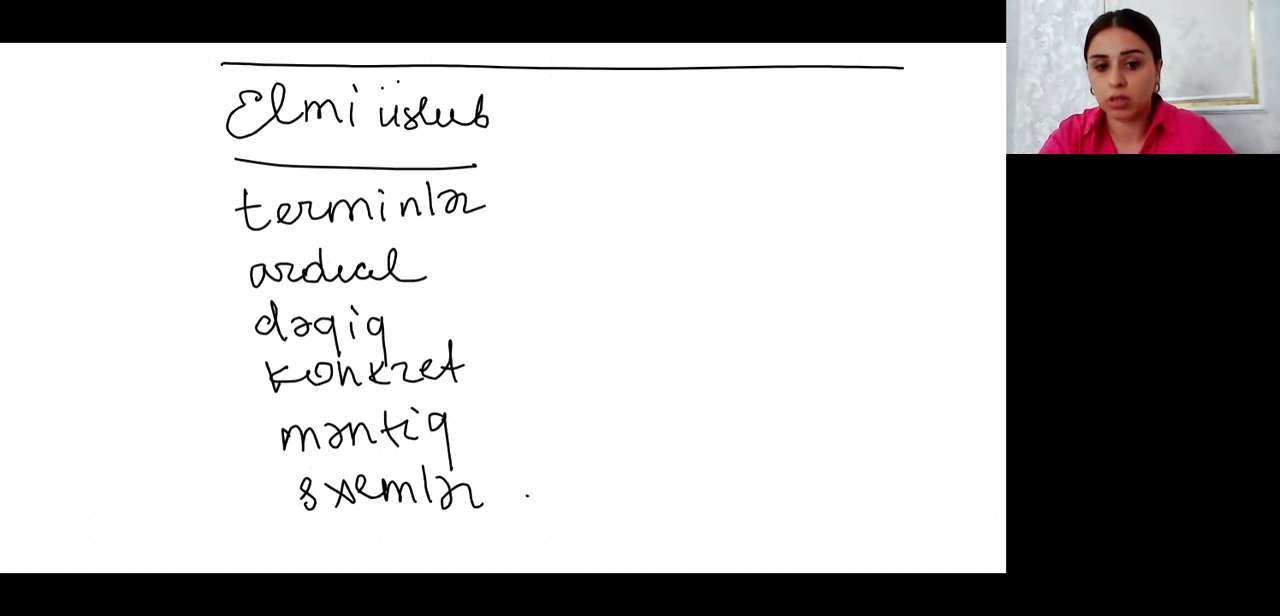 Elmi üslub
terminlər
ardıcıl
dəqiq
konkret
məntiq
sxemlər